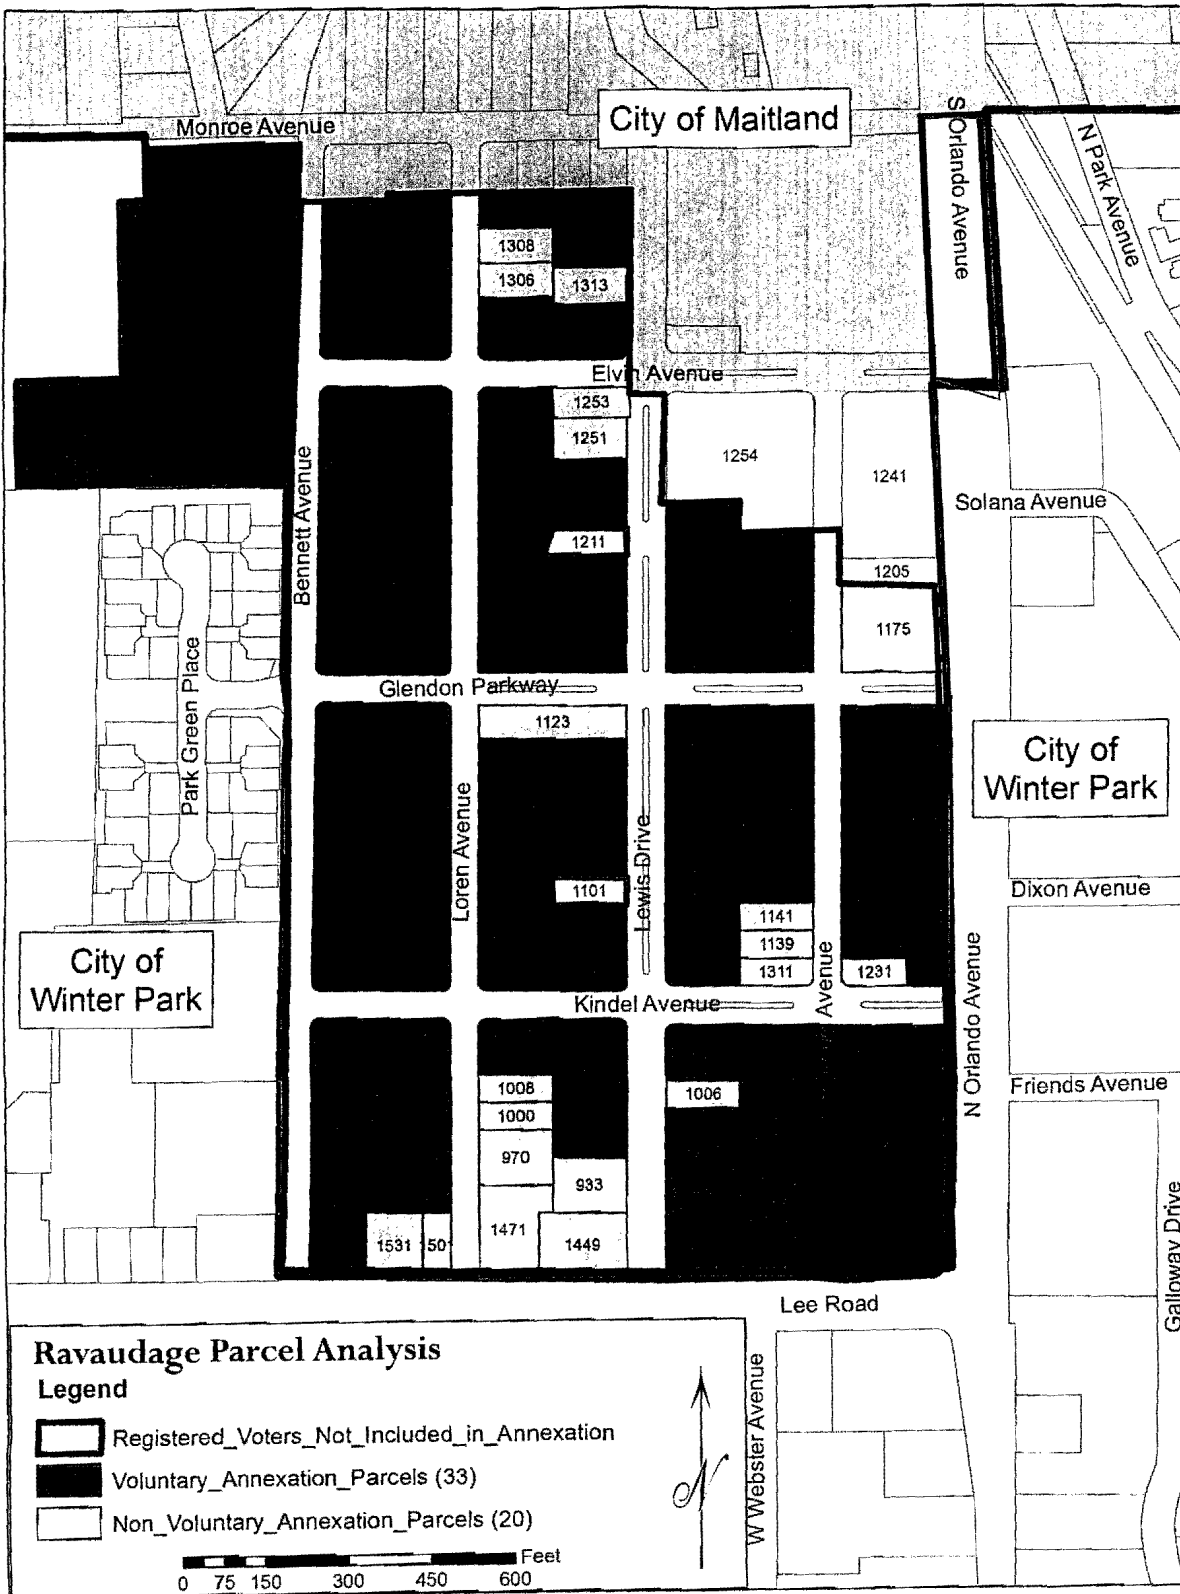 City of Maitland
Monroe Avenue
S Orlando Avenue
N Park Avenue
1308
1306
1313
Elvin Avenue
1253
1251
1254
1241
Solana Avenue
Bennett Avenue
1211
1205
1175
Glendon Parkway
1123
Park Green Place
Loren Avenue
Lewis Drive
City of
Winter Park
1101
Dixon Avenue
1141
1139
1311
1231
Avenue
City of
Winter Park
Kindel Avenue
N Orlando Avenue
1008
1000
970
933
1006
Friends Avenue
1531
501
1471
1449
Galloway Drive
Lee Road
W Webster Avenue
Ravaudage Parcel Analysis
Legend
Registered_Voters_Not_Included_in_Annexation
Voluntary_Annexation_Parcels (33)
Non_Voluntary_Annexation_Parcels (20)
N
Feet
0 75 150 300 450 600